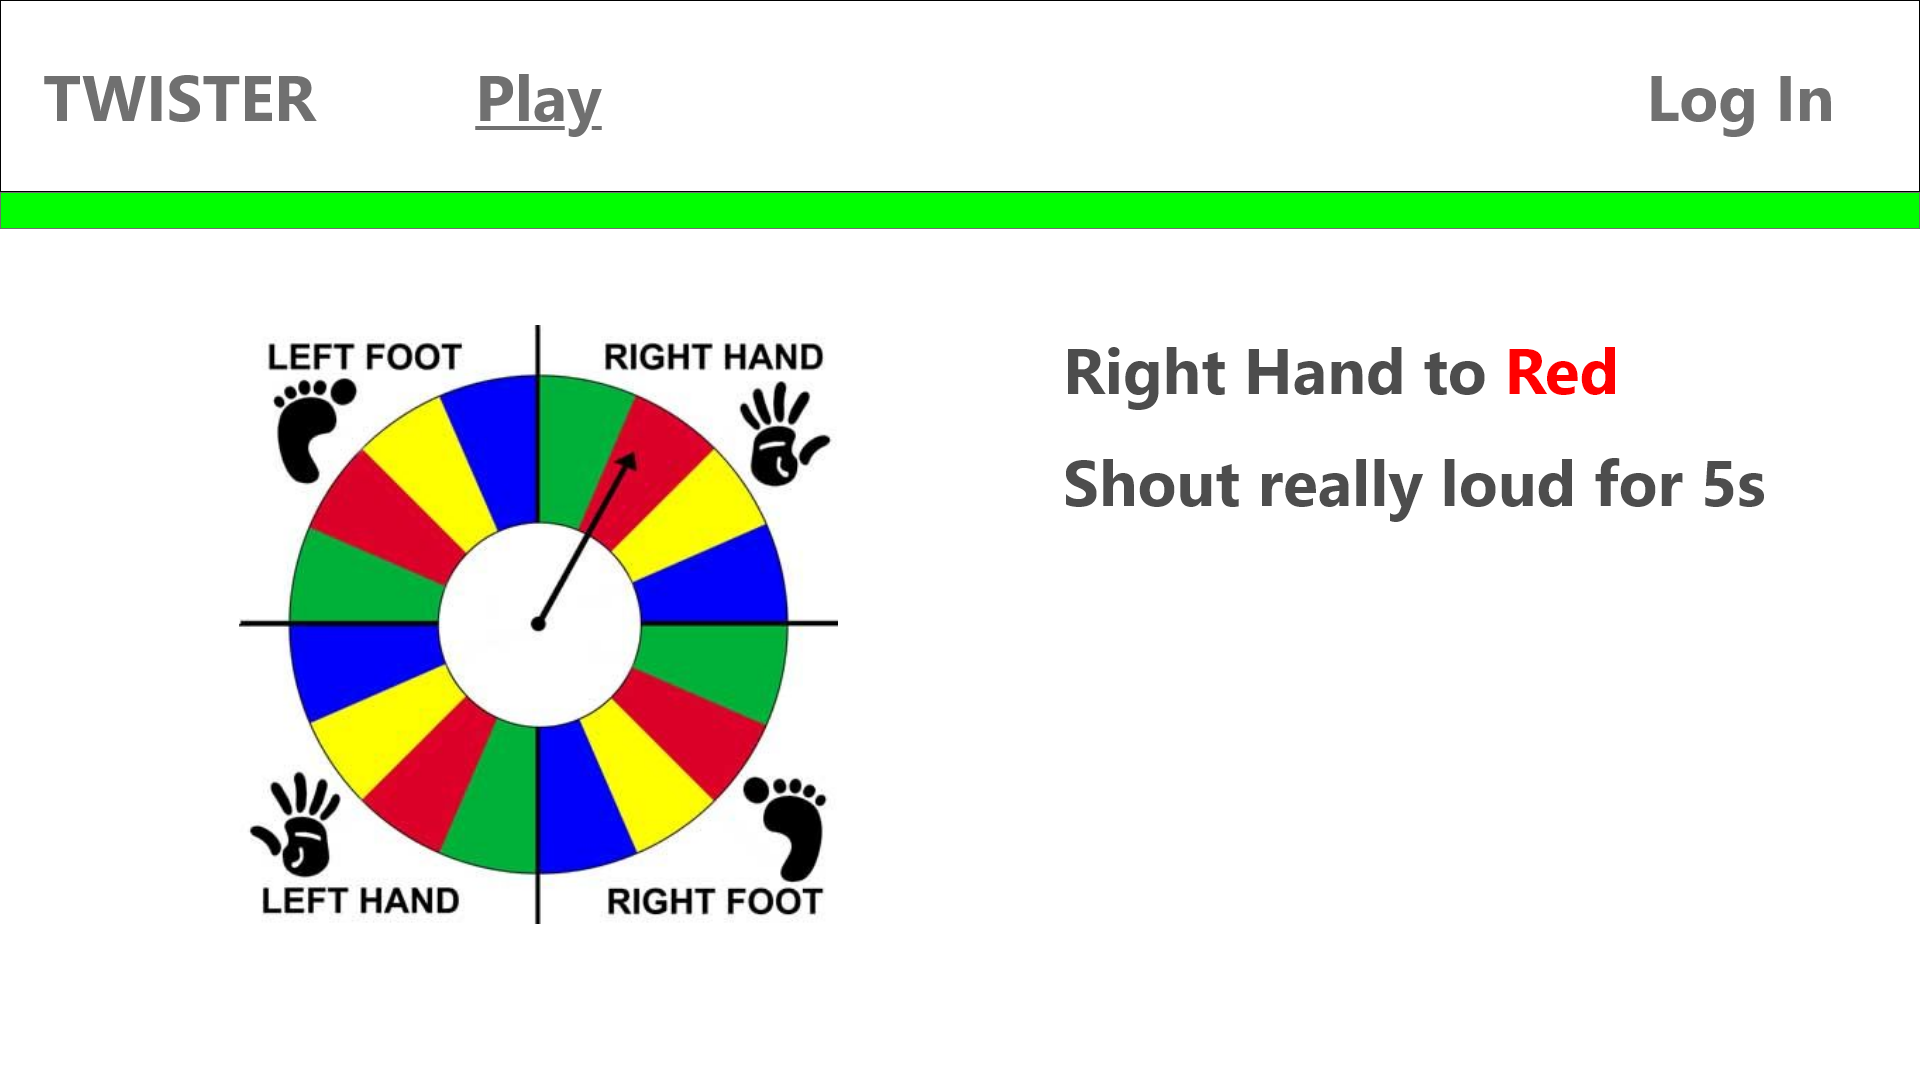 TWISTER Play Log In
LEFT FOOT RIGHT HAND
Right Hand to Red
Shout really loud for 5s
LEFT HAND RIGHT FOOT